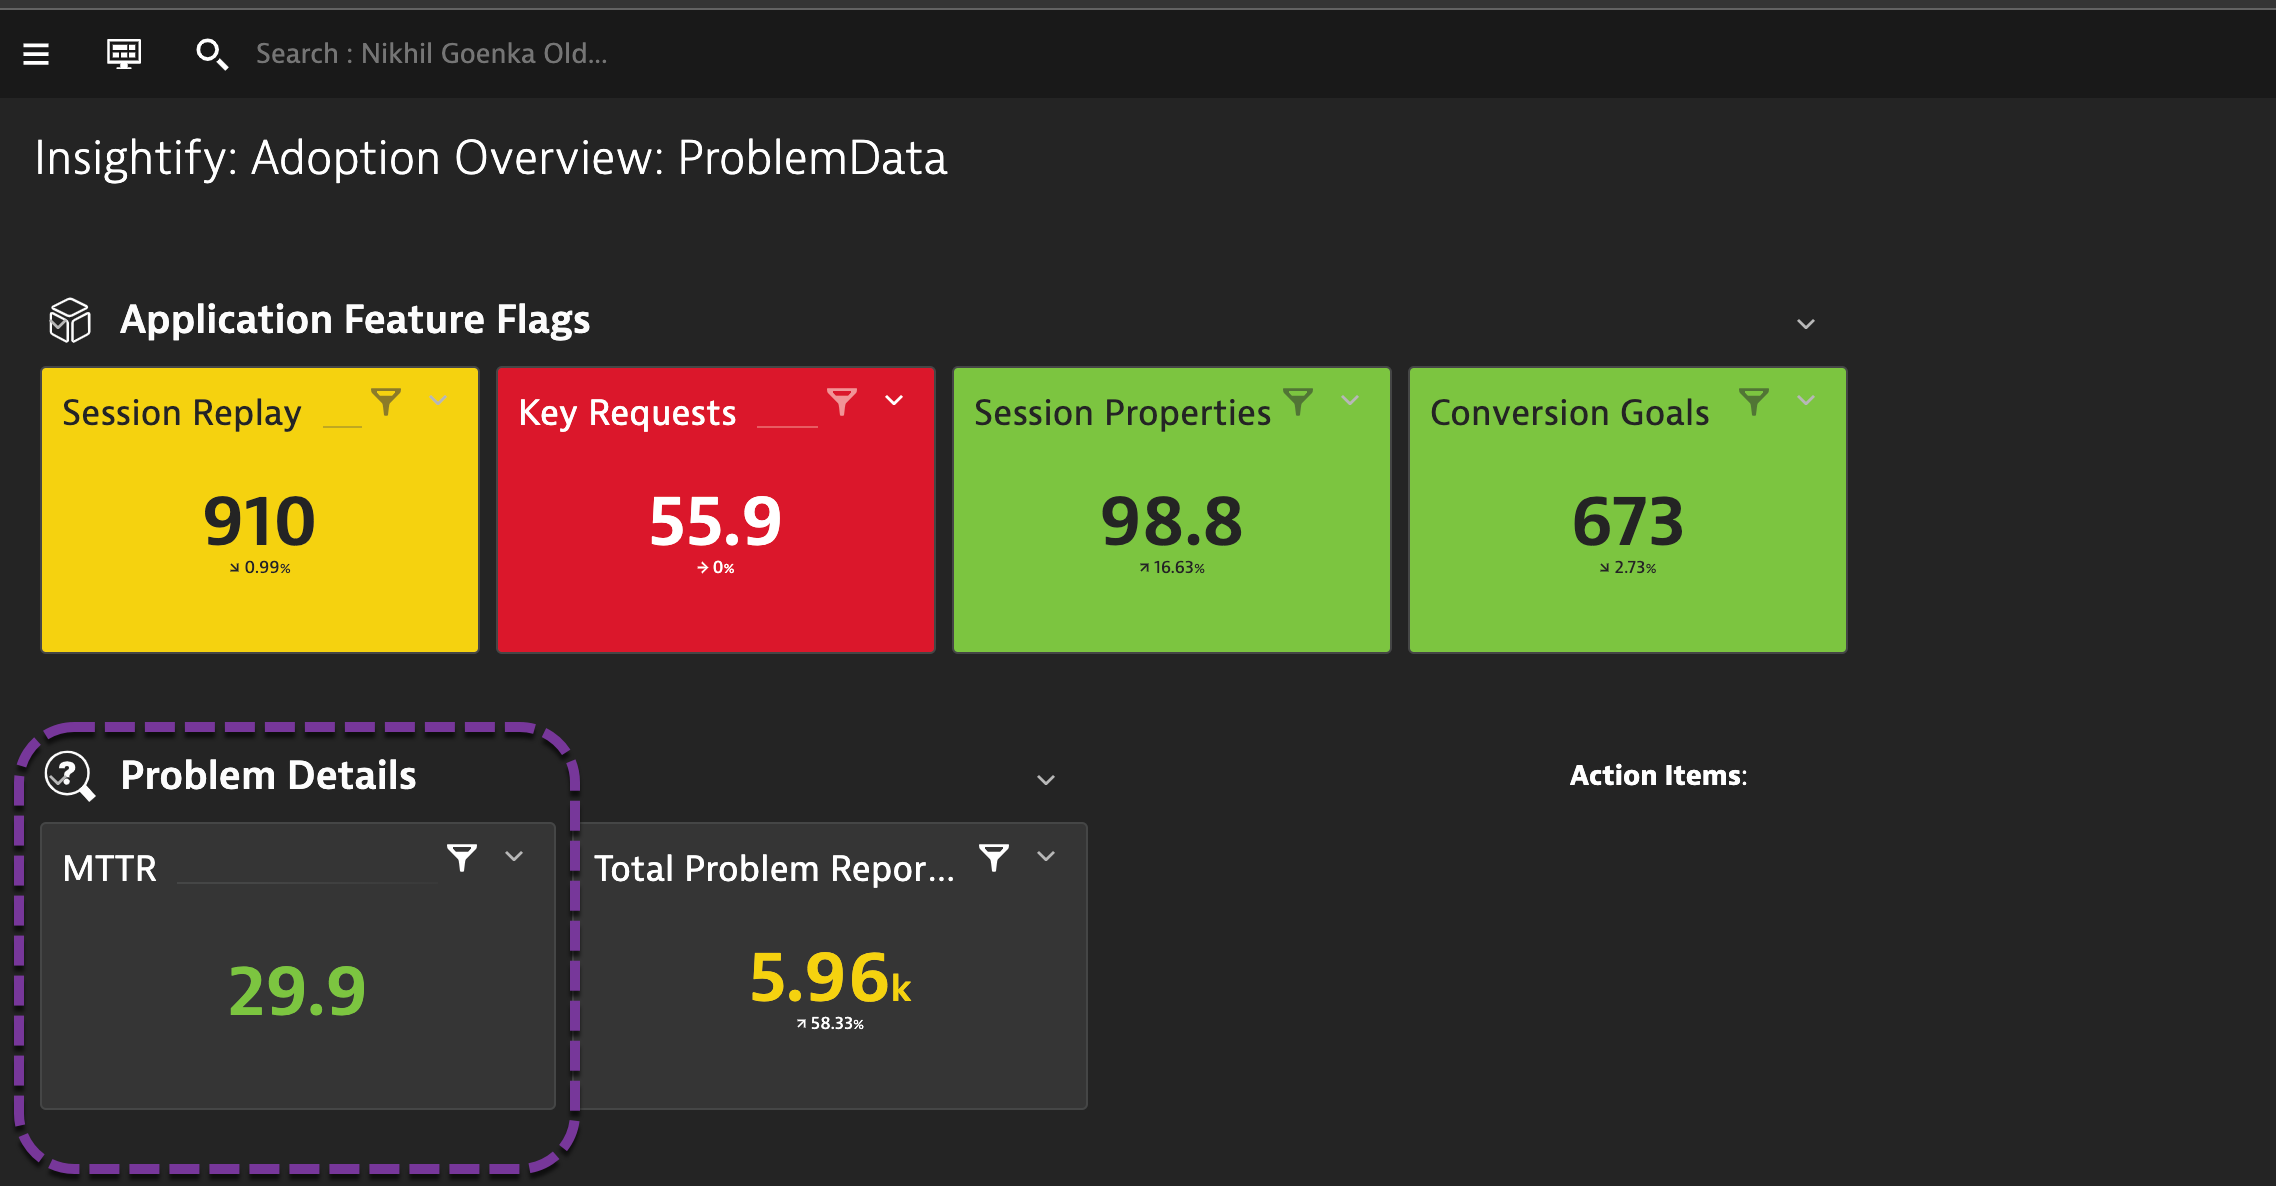 Search : Nikhil Goenka Old...
Insightify: Adoption Overview: ProblemData
Application Feature Flags
Session Replay
910
↘ 0.99%
Key Requests
55.9
→ 0%
Session Properties
98.8
↗ 16.63%
Conversion Goals
673
↘ 2.73%
Problem Details
Action Items:
MTTR
29.9
Total Problem Repor...
5.96k
↗ 58.33%